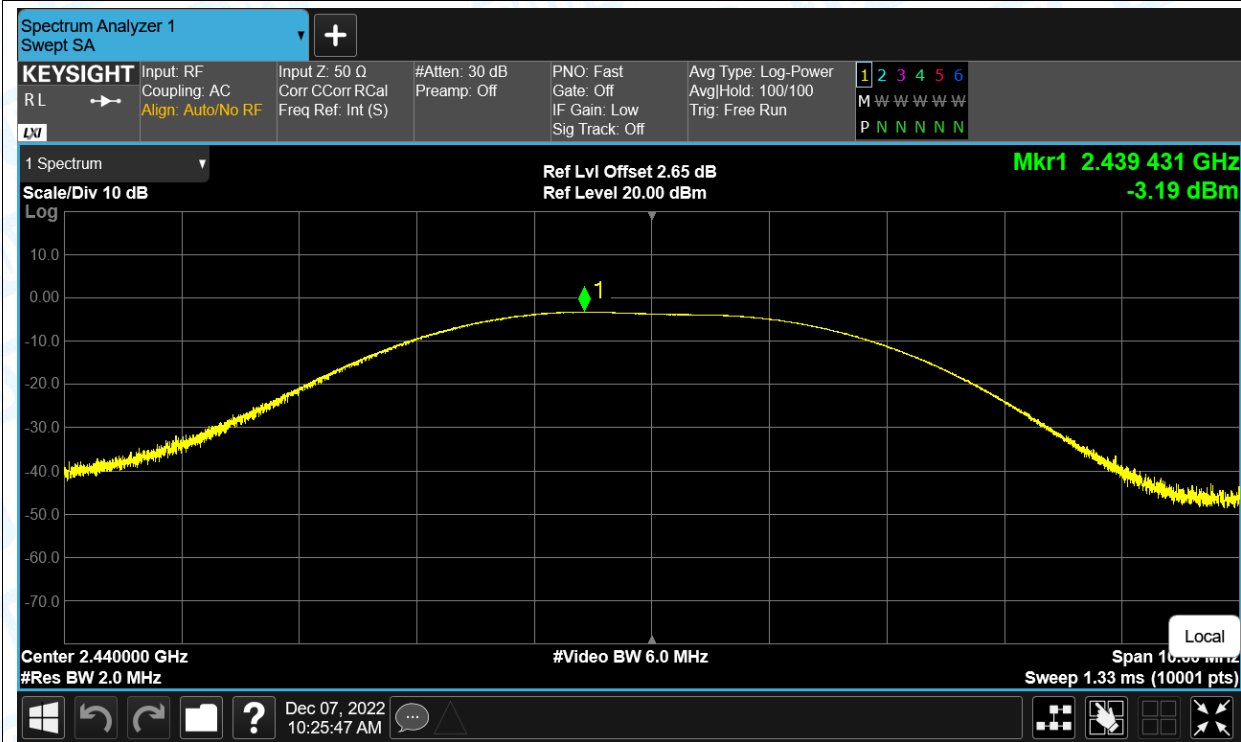 Spectrum Analyzer 1
Swept SA
KEYSIGHT
R L
LXI
Input: RF
Coupling: AC
Align: Auto/No RF
Input Z: 50 Ω
Corr CCorr RCal
Freq Ref: Int (S)
#Atten: 30 dB
Preamp: Off
PNO: Fast
Gate: Off
IF Gain: Low
Sig Track: Off
Avg Type: Log-Power
Avg|Hold: 100/100
Trig: Free Run
1 2 3 4 5 6
M W W W W W
P N N N N N
1 Spectrum
Scale/Div 10 dB
Log
Ref Lvl Offset 2.65 dB
Ref Level 20.00 dBm
Mkr1 2.439 431 GHz
-3.19 dBm
10.0
0.00
1
-10.0
-20.0
-30.0
-40.0
-50.0
-60.0
-70.0
Local
Center 2.440000 GHz
#Video BW 6.0 MHz
Span 10.00 MHz
#Res BW 2.0 MHz
Sweep 1.33 ms (10001 pts)
?
Dec 07, 2022
10:25:47 AM